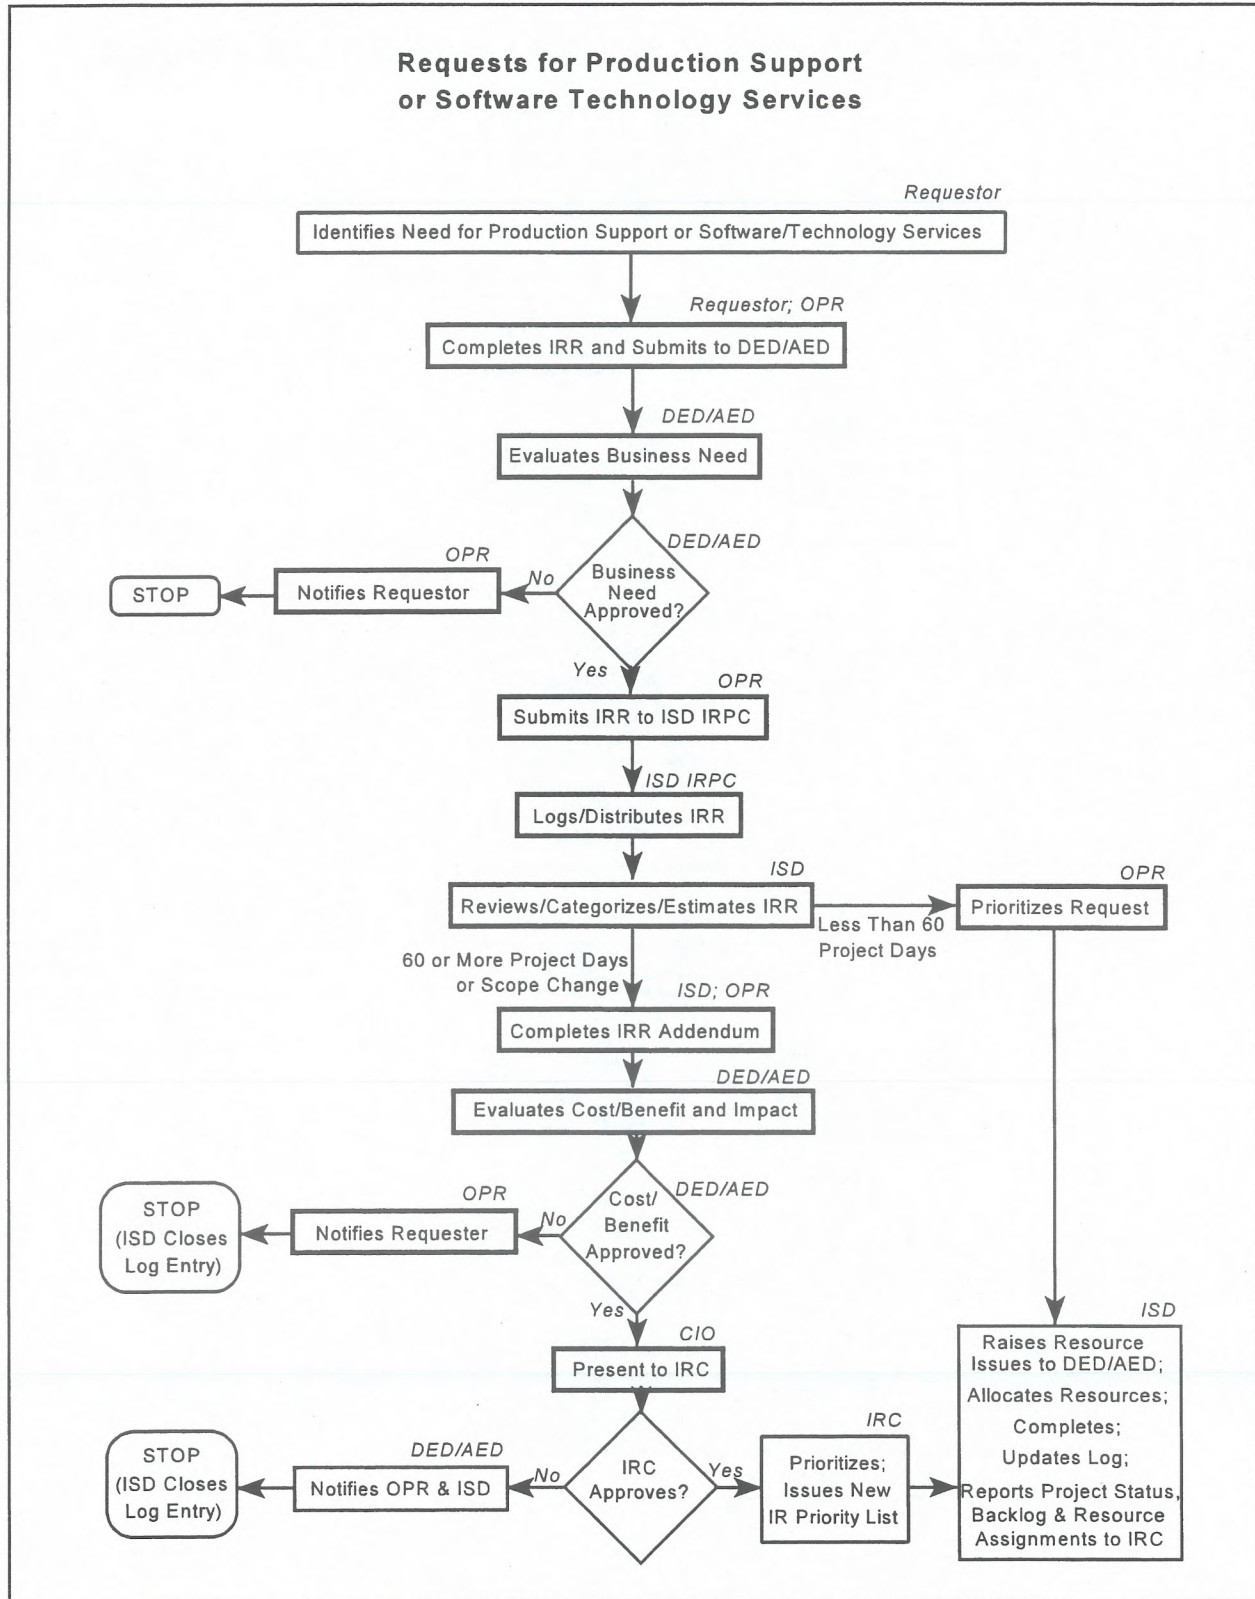 Requests for Production Support
or Software Technology Services
Requestor
Identifies Need for Production Support or Software/Technology Services
Requestor; OPR
Completes IRR and Submits to DED/AED
DED/AED
Evaluates Business Need
DED/AED
Business
Need
Approved?
No
OPR
Notifies Requestor
STOP
Yes
OPR
Submits IRR to ISD IRPC
ISD IRPC
Logs/Distributes IRR
ISD
Reviews/Categorizes/Estimates IRR
Less Than 60
Project Days
OPR
Prioritizes Request
60 or More Project Days
or Scope Change
ISD; OPR
Completes IRR Addendum
DED/AED
Evaluates Cost/Benefit and Impact
DED/AED
Cost/
Benefit
Approved?
No
OPR
Notifies Requester
STOP
(ISD Closes
Log Entry)
Yes
CIO
Present to IRC
IRC
Approves?
No
DED/AED
Notifies OPR & ISD
STOP
(ISD Closes
Log Entry)
Yes
IRC
Prioritizes;
Issues New
IR Priority List
ISD
Raises Resource
Issues to DED/AED;
Allocates Resources;
Completes;
Updates Log;
Reports Project Status,
Backlog & Resource
Assignments to IRC